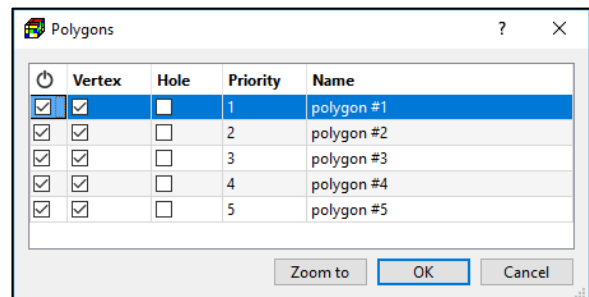 Polygons ?
Vertex Hole Priority Name
1 polygon #1
2 polygon #2
3 polygon #3
4 polygon #4
5 polygon #5
Zoom to OK Cancel